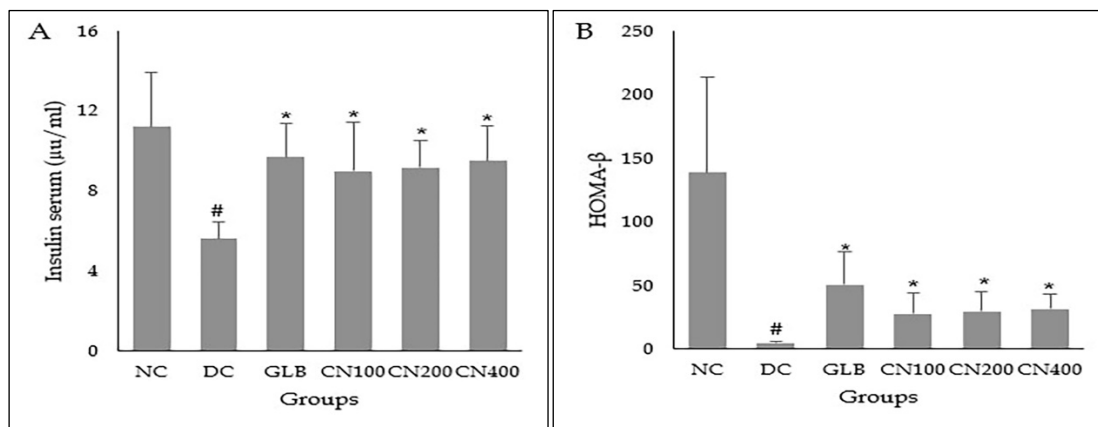 A
Insulin serum (μu/ml)
16
12
8
4
0
#
*
*
*
*
NC DC GLB CN100 CN200 CN400
Groups
B
HOMA-β
250
200
150
100
50
0
#
*
*
*
*
NC DC GLB CN100 CN200 CN400
Groups